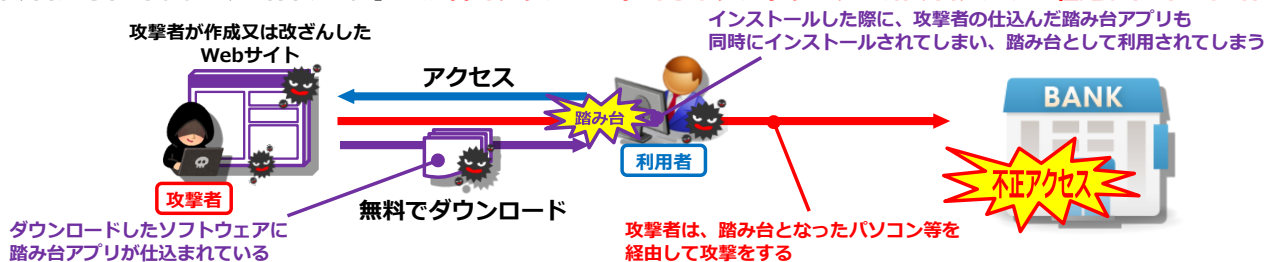 インストールした際に、攻撃者の仕込んだ踏み台アプリも
同時にインストールされてしまい、踏み台として利用されてしまう
攻撃者が作成又は改ざんした
Webサイト
アクセス
踏み台
BANK
利用者
不正アクセス
攻撃者
無料でダウンロード
ダウンロードしたソフトウェアに
踏み台アプリが仕込まれている
攻撃者は、踏み台となったパソコン等を
経由して攻撃をする